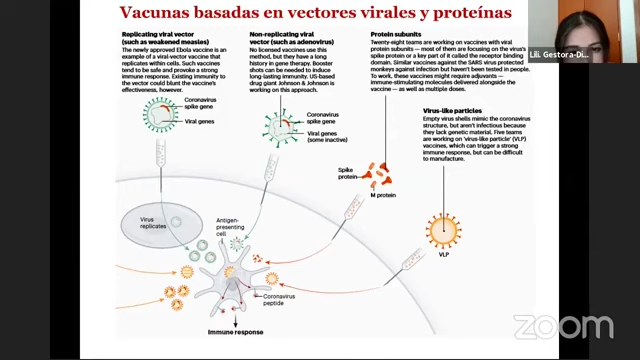 Vacunas basadas en vectores virales y proteínas
Replicating viral vector
(such as weakened measles)
The newly approved Ebola vaccine is an
example of a viral-vector vaccine that
replicates within cells. Such vaccines
tend to be safe and provoke a strong
immune response. Existing immunity to
the vector could blunt the vaccine's
effectiveness, however.
Coronavirus
spike gene
Viral genes
Non-replicating viral
vector (such as adenovirus)
No licensed vaccines use this
method, but they have a long
history in gene therapy. Booster
shots can be needed to induce
long-lasting immunity. US-based
drug giant Johnson & Johnson is
working on this approach.
Coronavirus
spike gene
Viral genes
(some inactive)
Protein subunits
Twenty-eight teams are working on vaccines with viral
protein subunits — most of them are focusing on the virus's
spike protein or a key part of it called the receptor binding
domain. Similar vaccines against the SARS virus protected
monkeys against infection but haven't been tested in people.
To work, these vaccines might require adjuvants —
immune-stimulating molecules delivered alongside the
vaccine — as well as multiple doses.
Spike
protein
M protein
Virus-like particles
Empty virus shells mimic the coronavirus
structure, but aren't infectious because
they lack genetic material. Five teams
are working on 'virus-like particle' (VLP)
vaccines, which can trigger a strong
immune response, but can be difficult
to manufacture.
VLP
Virus
replicates
Antigen-
presenting
cell
Coronavirus
peptide
Immune response
Lili. Gestora-Di...
zoom